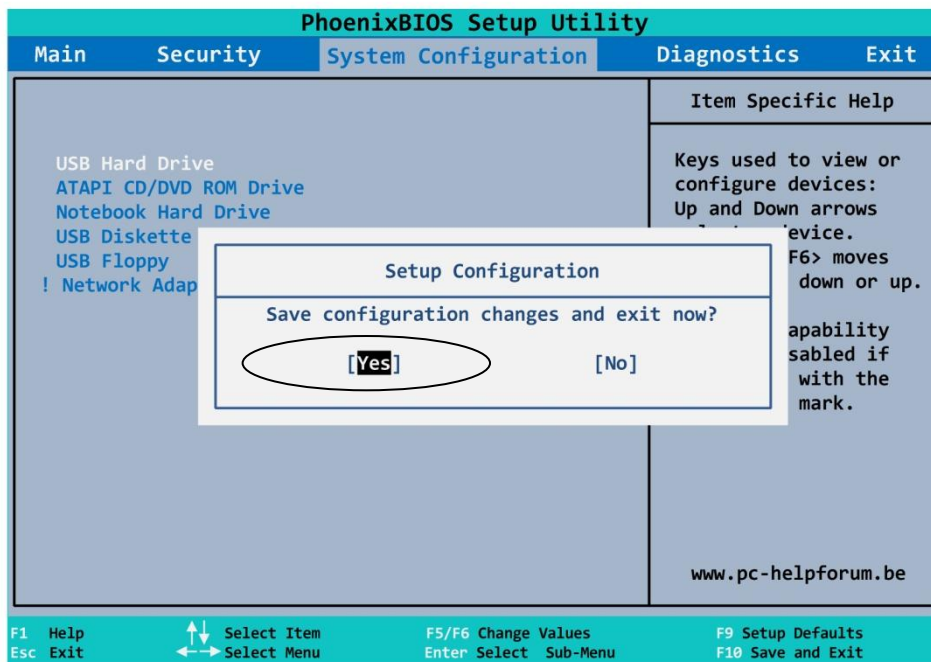 PhoenixBIOS Setup Utility
Main Security System Configuration Diagnostics Exit
Item Specific Help
USB Hard Drive
ATAPI CD/DVD ROM Drive
Notebook Hard Drive
USB Diskette
USB Floppy
! Network Adap
Keys used to view or
configure devices:
Up and Down arrows
evice.
F6> moves
down or up.
apability
sabled if
with the
mark.
Setup Configuration
Save configuration changes and exit now?
[Yes] [No]
www.pc-helpforum.be
F1 Help Select Item F5/F6 Change Values F9 Setup Defaults
Esc Exit Select Menu Enter Select Sub-Menu F10 Save and Exit